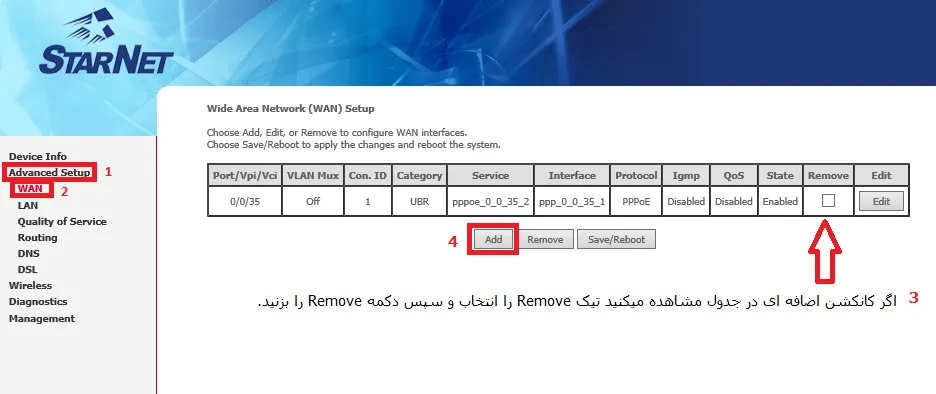 STARNET
Wide Area Network (WAN) Setup
Choose Add, Edit, or Remove to configure WAN interfaces.
Choose Save/Reboot to apply the changes and reboot the system.
Device Info
Advanced Setup 1
WAN 2
LAN
Quality of Service
Routing
DNS
DSL
Wireless
Diagnostics
Management
Port/Vpi/Vci VLAN Mux Con. ID Category Service Interface Protocol Igmp QoS State Remove Edit
0/0/35 Off 1 UBR pppoe_0_0_35_2 ppp_0_0_35_1 PPPoE Disabled Disabled Enabled Edit
4 Add Remove Save/Reboot
3 اگر کانکشن اضافه ای در جدول مشاهده میکنید تیک Remove را انتخاب و سپس دکمه Remove را بزنید.